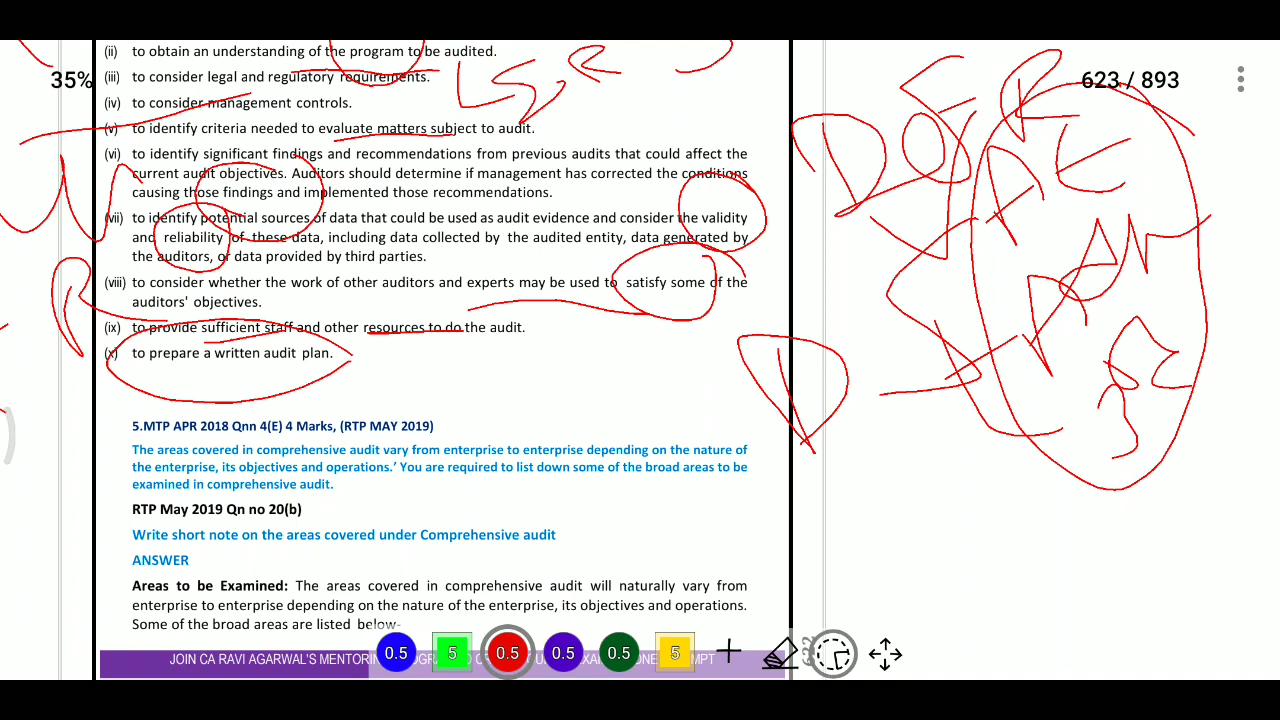 (ii) to obtain an understanding of the program to be audited.
35%
623 / 893
(iii) to consider legal and regulatory requirements.
(iv) to consider management controls.
(v) to identify criteria needed to evaluate matters subject to audit.
(vi) to identify significant findings and recommendations from previous audits that could affect the
current audit objectives. Auditors should determine if management has corrected the conditions
causing those findings and implemented those recommendations.
(vii) to identify potential sources of data that could be used as audit evidence and consider the validity
and reliability of these data, including data collected by the audited entity, data generated by
the auditors, or data provided by third parties.
(viii) to consider whether the work of other auditors and experts may be used to satisfy some of the
auditors' objectives.
(ix) to provide sufficient staff and other resources to do the audit.
(x) to prepare a written audit plan.
5.MTP APR 2018 Qnn 4(E) 4 Marks, (RTP MAY 2019)
The areas covered in comprehensive audit vary from enterprise to enterprise depending on the nature of
the enterprise, its objectives and operations.’ You are required to list down some of the broad areas to be
examined in comprehensive audit.
RTP May 2019 Qn no 20(b)
Write short note on the areas covered under Comprehensive audit
ANSWER
Areas to be Examined: The areas covered in comprehensive audit will naturally vary from
enterprise to enterprise depending on the nature of the enterprise, its objectives and operations.
Some of the broad areas are listed below-
0.5 5 0.5 0.5 0.5 5
JOIN CA RAVI AGARWAL'S MENTORING